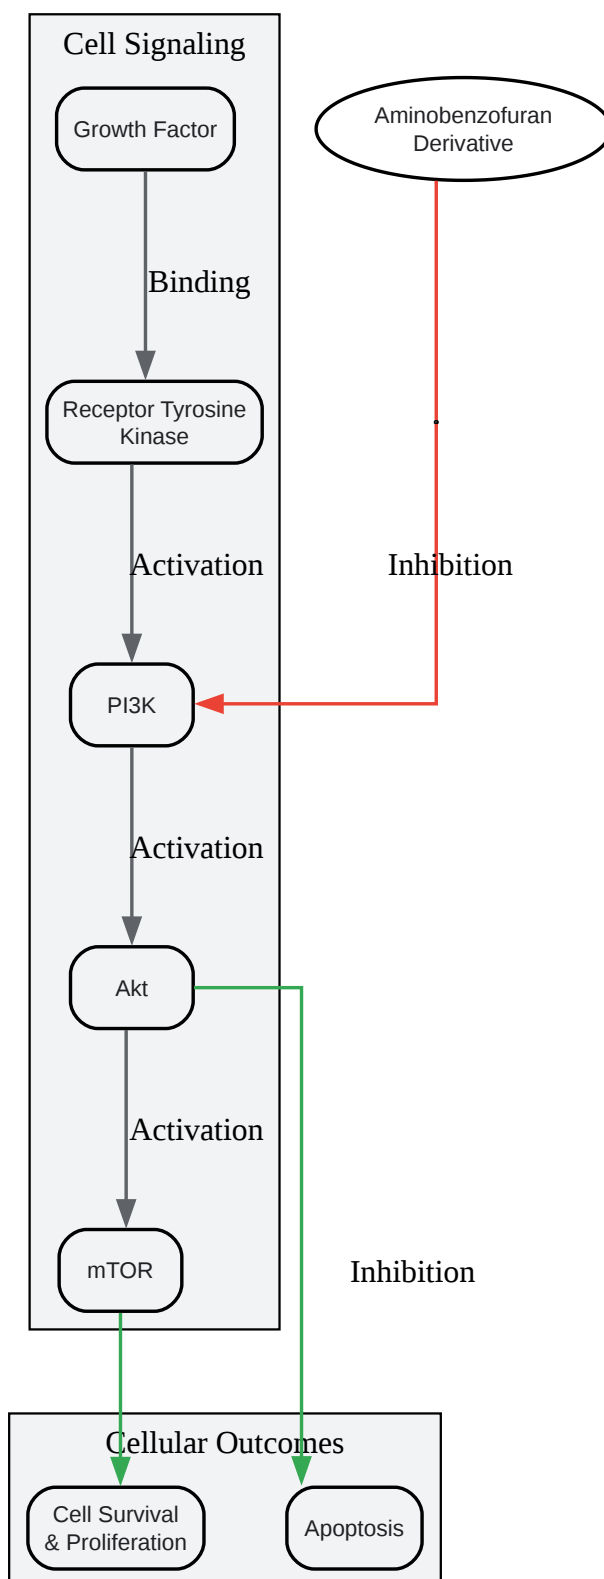 Cell Signaling
Growth Factor
Aminobenzofuran
Derivative
Binding
Receptor Tyrosine
Kinase
Activation
Inhibition
PI3K
Activation
Akt
Activation
mTOR
Inhibition
Cellular Outcomes
Cell Survival
& Proliferation
Apoptosis